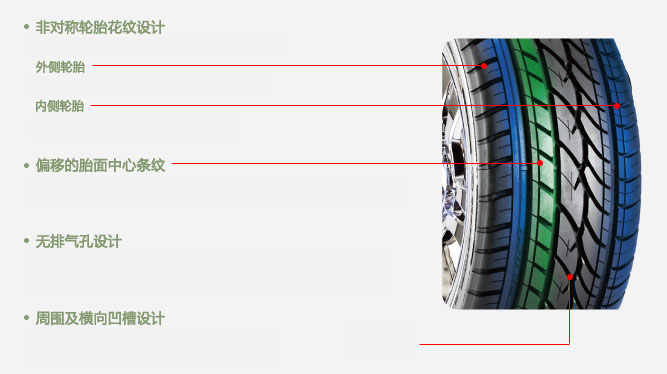 非对称轮胎花纹设计
外侧轮胎
内侧轮胎
偏移的胎面中心条纹
无排气孔设计
周围及横向凹槽设计